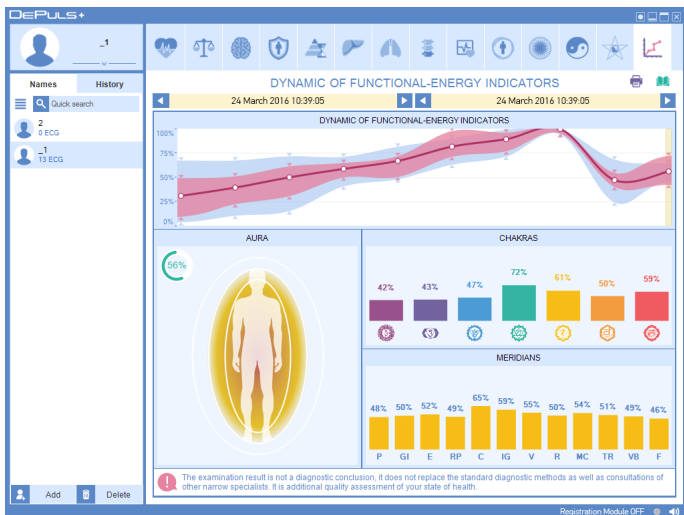 DePULS+
_1
Names History
Quick search
2
0 ECG
_1
13 ECG
DYNAMIC OF FUNCTIONAL-ENERGY INDICATORS
24 March 2016 10:39:05 24 March 2016 10:39:05
DYNAMIC OF FUNCTIONAL-ENERGY INDICATORS
100%
75%
50%
25%
0%
AURA
56%
CHAKRAS
42% 43% 47% 72% 61% 50% 59%
MERIDIANS
48% 50% 52% 49% 65% 59% 55% 50% 54% 51% 49% 46%
P GI E RP C IG V R MC TR VB F
The examination result is not a diagnostic conclusion, it does not replace the standard diagnostic methods as well as consultations of
other narrow specialists. It is additional quality assessment of your state of health.
Add Delete
Registration Module OFF